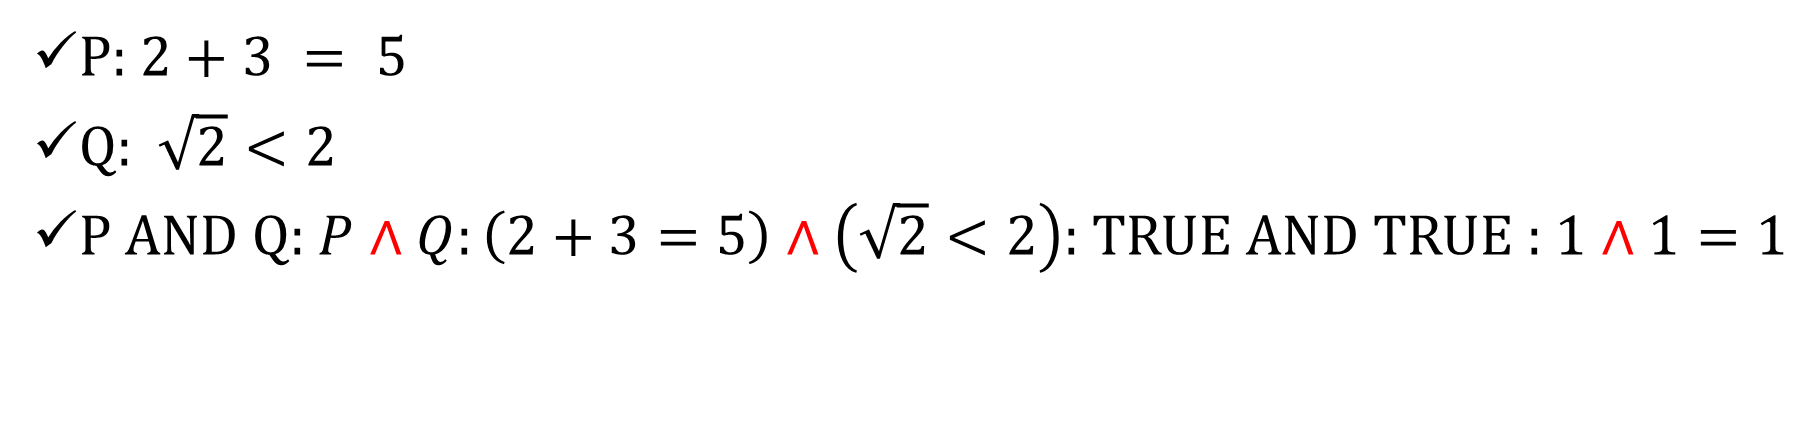 ✓P: 2 + 3 = 5
✓Q: √2 < 2
✓P AND Q: P ∧ Q: (2 + 3 = 5) ∧ (√2 < 2): TRUE AND TRUE : 1 ∧ 1 = 1